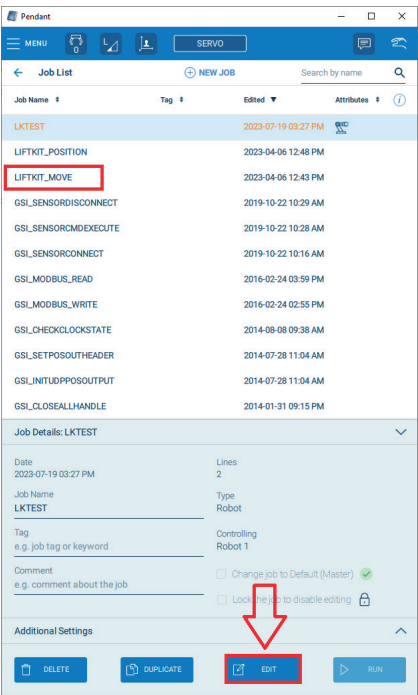 Pendant
MENU 0 SERVO
Job List NEW JOB Search by name
Job Name Tag Edited Attributes
LKTEST 2023-07-19 03:27 PM
LIFTKIT_POSITION 2023-04-06 12:48 PM
LIFTKIT_MOVE 2023-04-06 12:43 PM
GSI_SENSORDISCONNECT 2019-10-22 10:29 AM
GSI_SENSORCMDEXECUTE 2019-10-22 10:28 AM
GSI_SENSORCONNECT 2019-10-22 10:16 AM
GSI_MODBUS_READ 2016-02-24 03:59 PM
GSI_MODBUS_WRITE 2016-02-24 02:55 PM
GSI_CHECKCLOCKSTATE 2014-08-08 09:38 AM
GSI_SETPOSOUTHEADER 2014-07-28 11:04 AM
GSI_INITUDPPOSOUTPUT 2014-07-28 11:04 AM
GSI_CLOSEALLHANDLE 2014-01-31 09:15 PM
Job Details: LKTEST
Date Lines
2023-07-19 03:27 PM 2
Job Name Type
LKTEST Robot
Tag Controlling
e.g. job tag or keyword Robot 1
Comment Change job to Default (Master)
e.g. comment about the job Lock the job to disable editing
Additional Settings
DELETE DUPLICATE EDIT RUN